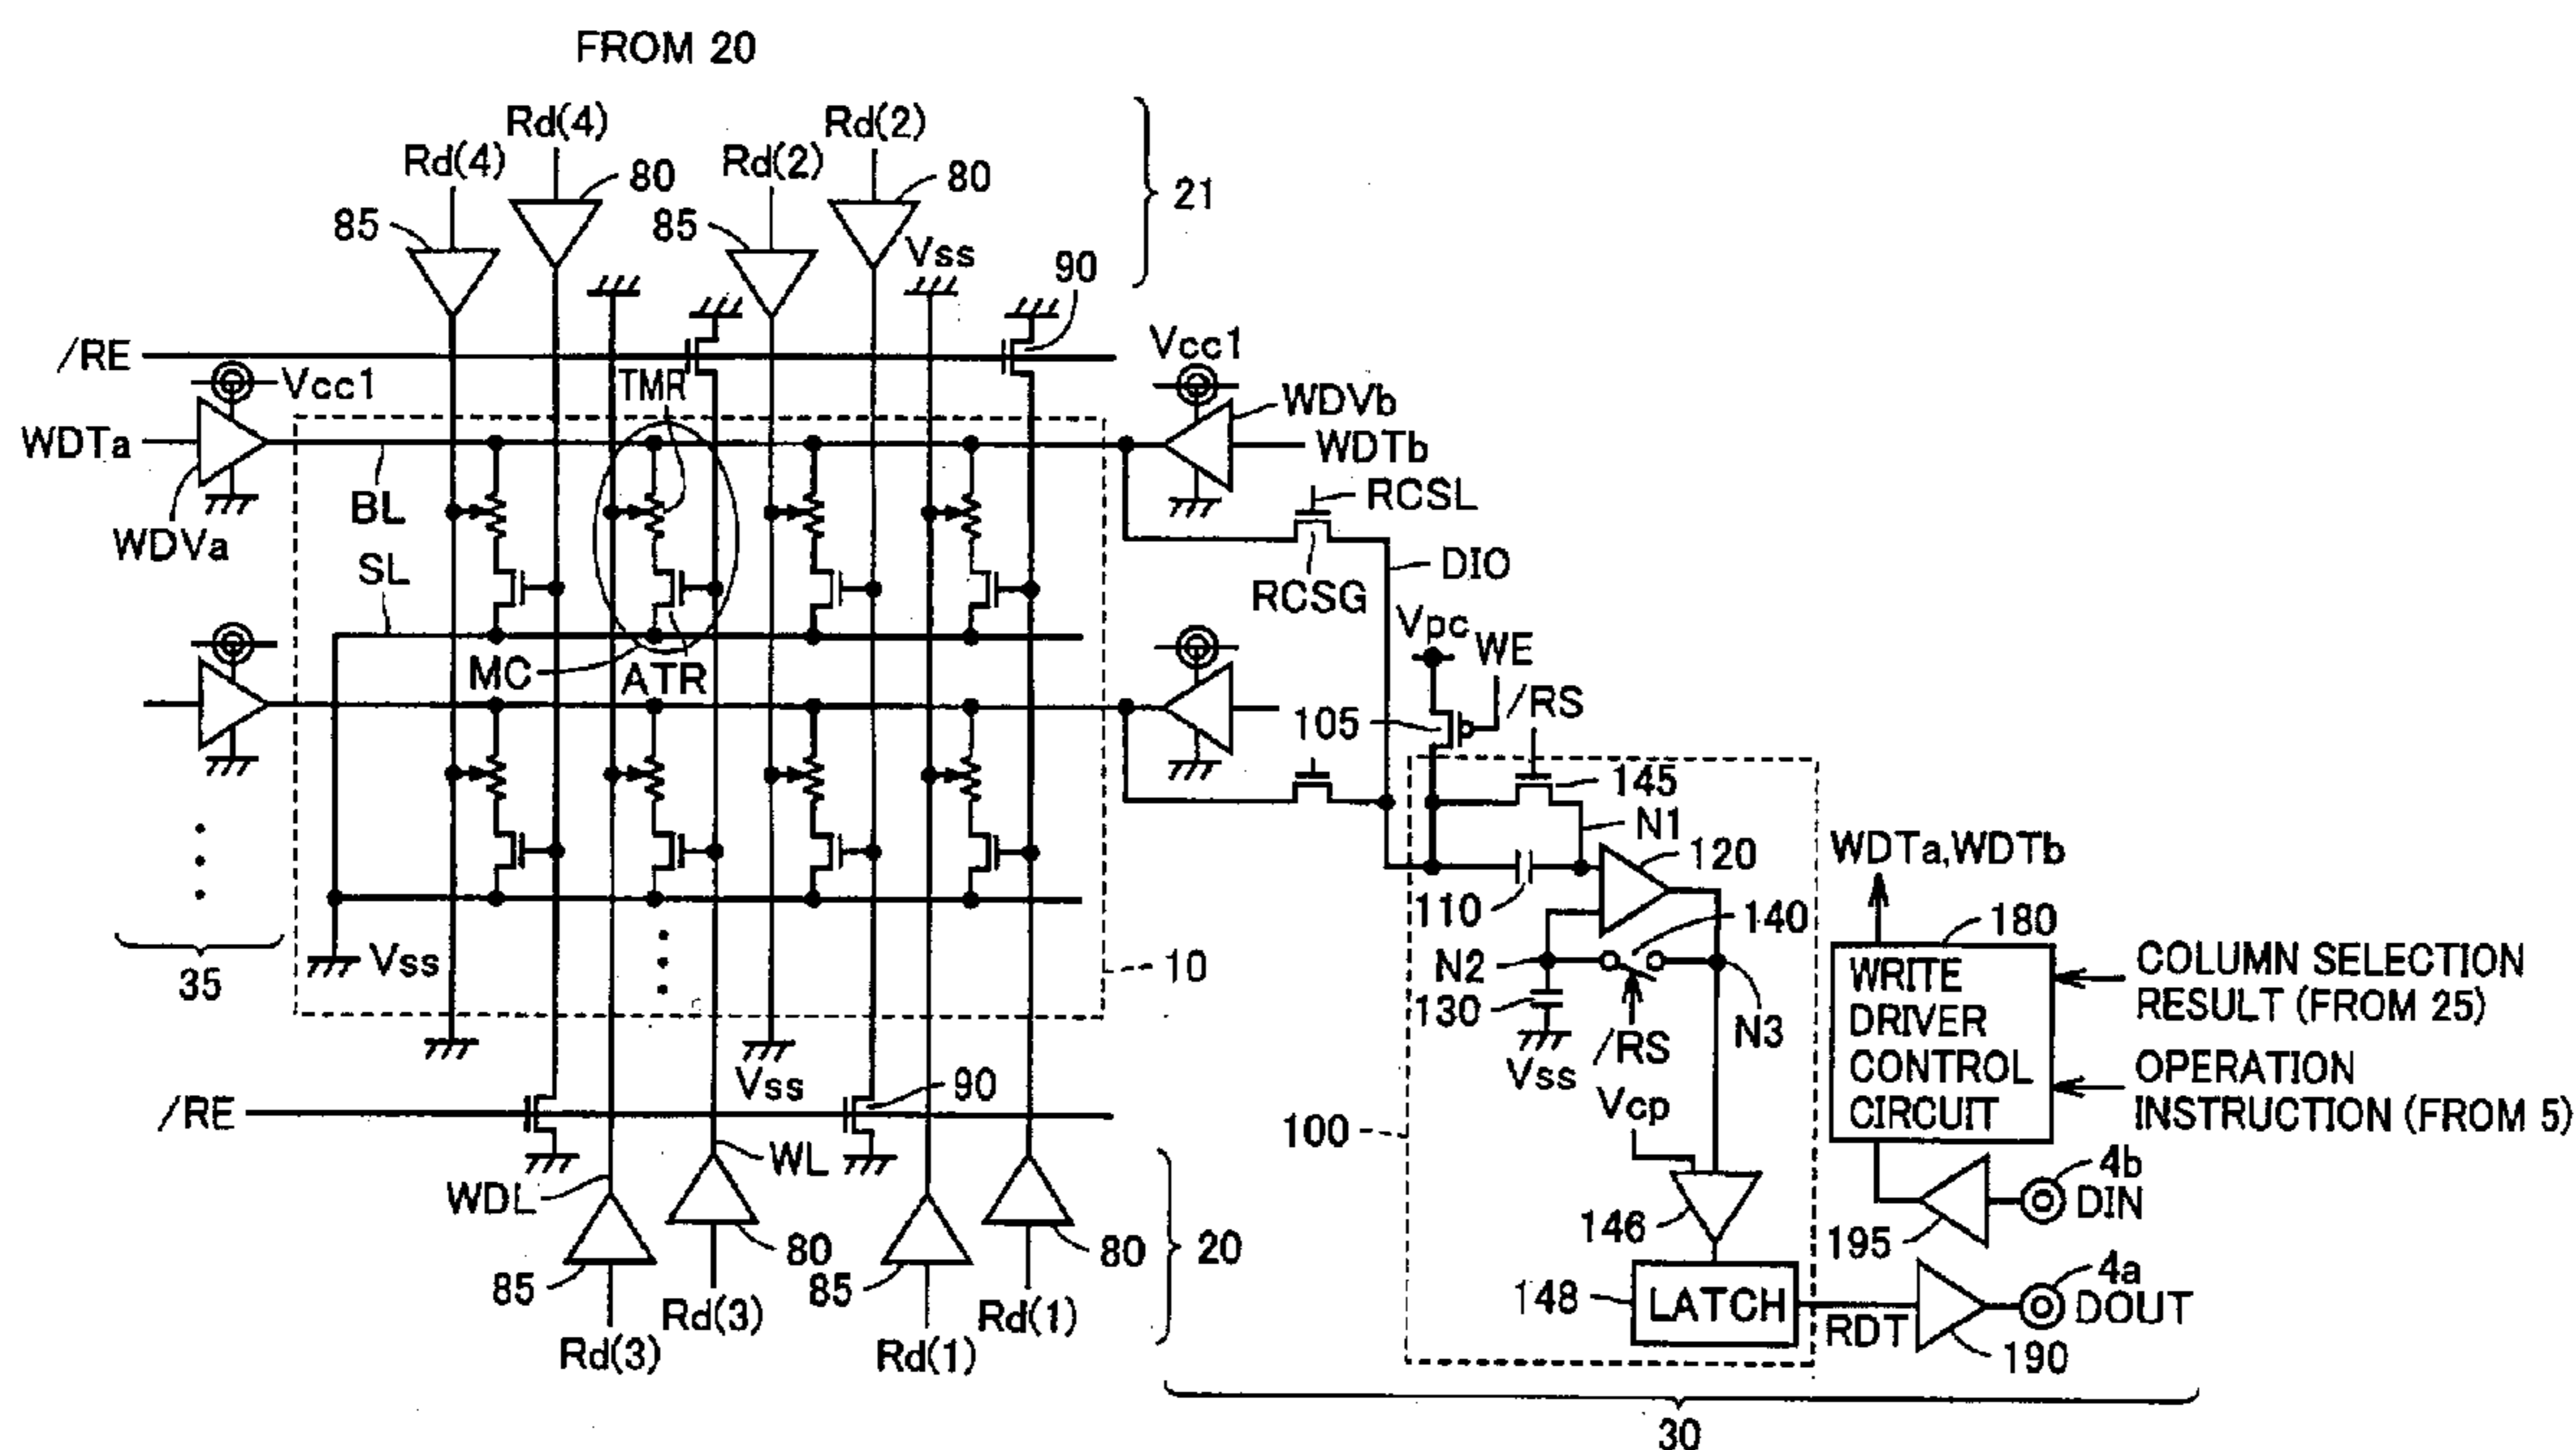 FROM 20
Rd(4)
Rd(4)
Rd(2)
Rd(2)
80
80
85
85
21
Vss
90
/RE
Vcc1
Vcc1
TMR
WDTa
WDVb
WDTb
BL
WDVa
RCSL
SL
RCSG
DIO
Vpc
WE
MC
ATR
/RS
105
145
N1
120
WDTa,WDTb
110
140
180
35
Vss
10
N2
130
Vss
/RS
N3
WRITE
DRIVER
CONTROL
CIRCUIT
COLUMN SELECTION
RESULT (FROM 25)
OPERATION
INSTRUCTION (FROM 5)
Vss
90
/RE
Vcp
100
WL
WDL
146
4b
DIN
195
80
80
85
85
20
4a
DOUT
148
LATCH
RDT
190
Rd(3)
Rd(3)
Rd(1)
Rd(1)
30